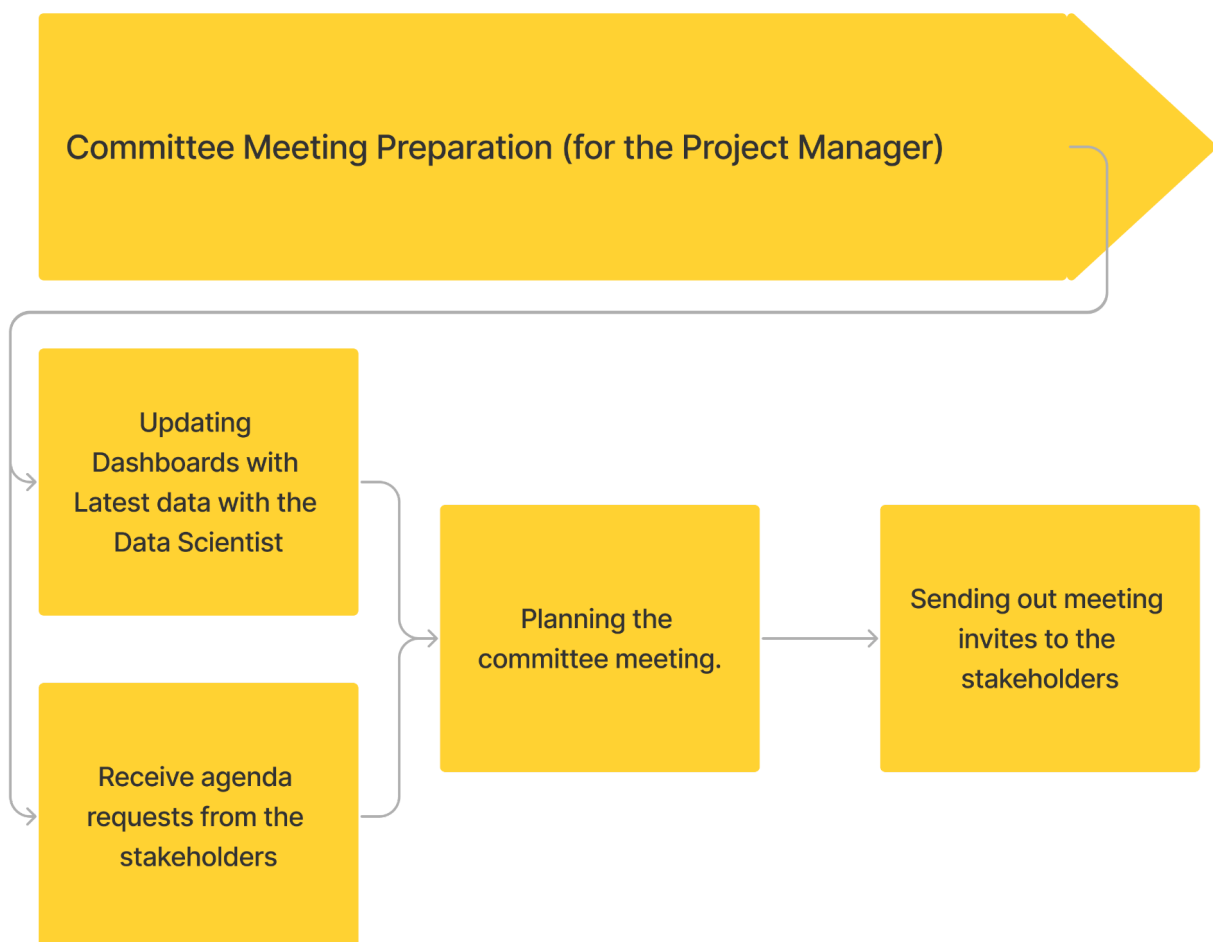 Committee Meeting Preparation (for the Project Manager)
Updating
Dashboards with
Latest data with the
Data Scientist
Planning the
committee meeting.
Sending out meeting
invites to the
stakeholders
Receive agenda
requests from the
stakeholders